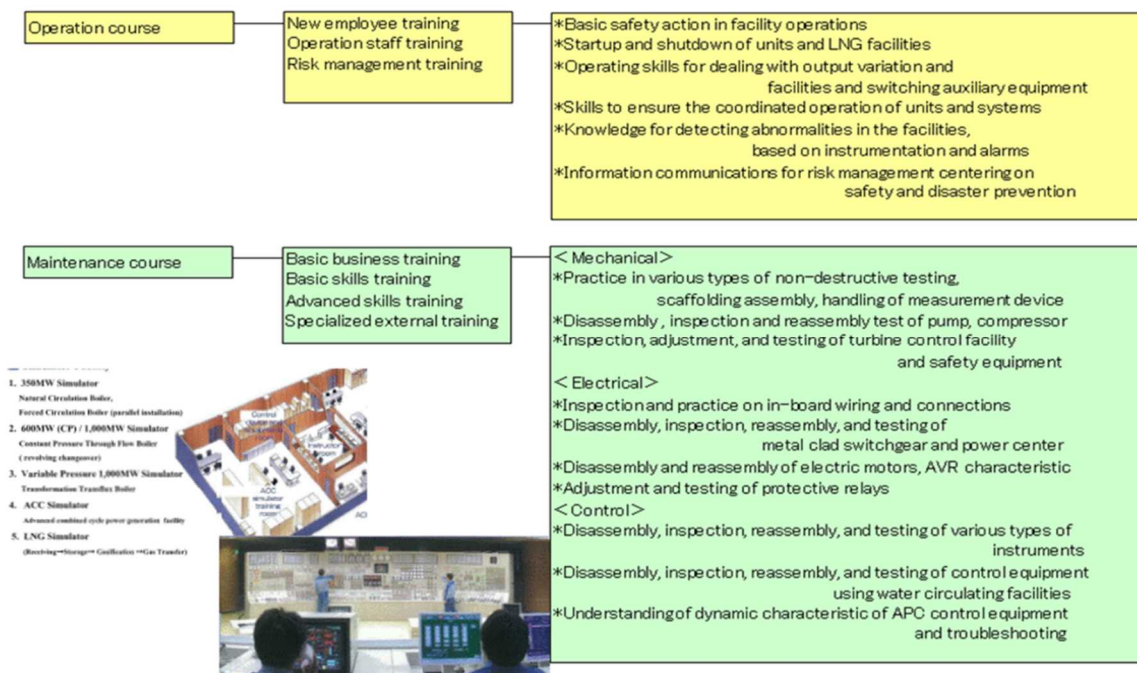 Operation course
New employee training
Operation staff training
Risk management training
*Basic safety action in facility operations
*Startup and shutdown of units and LNG facilities
*Operating skills for dealing with output variation and
facilities and switching auxiliary equipment
*Skills to ensure the coordinated operation of units and systems
*Knowledge for detecting abnormalities in the facilities,
based on instrumentation and alarms
*Information communications for risk management centering on
safety and disaster prevention
Maintenance course
Basic business training
Basic skills training
Advanced skills training
Specialized external training
< Mechanical>
*Practice in various types of non-destructive testing,
scaffolding assembly, handling of measurement device
*Disassembly , inspection and reassembly test of pump, compressor
*Inspection, adjustment, and testing of turbine control facility
and safety equipment
<Electrical>
*Inspection and practice on in-board wiring and connections
*Disassembly, inspection, reassembly, and testing of
metal clad switchgear and power center
*Disassembly and reassembly of electric motors, AVR characteristic
*Adjustment and testing of protective relays
<Control>
*Disassembly, inspection, reassembly, and testing of various types of
instruments
*Disassembly, inspection, reassembly, and testing of control equipment
using water circulating facilities
*Understanding of dynamic characteristic of APC control equipment
and troubleshooting
1. 350MW Simulator
Natural Circulation Boiler,
Forced Circulation Boiler (parallel installation)
2. 600MW (CP) / 1,000MW Simulator
Constant Pressure Through Flow Boiler
( revolving changeover)
3. Variable Pressure 1,000MW Simulator
Transformation Transflux Boiler
4. ACC Simulator
Advanced combined cycle power generation facility
5. LNG Simulator
(Receiving→Storage→ Gasification →Gas Transfer)
Control
room
Instructor
room
ACC
simulator
training
room